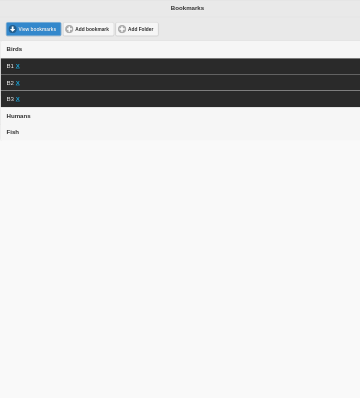 Bookmarks
View bookmarks Add bookmark Add Folder
Birds
B1 X
B2 X
B3 X
Humans
Fish